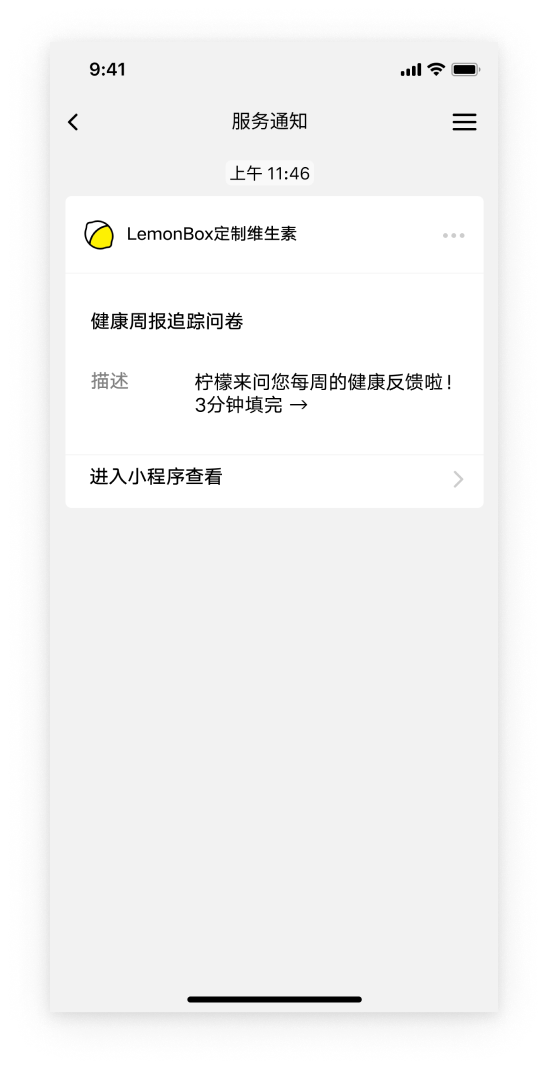 9:41
服务通知
上午 11:46
LemonBox定制维生素
健康周报追踪问卷
描述 柠檬来问您每周的健康反馈啦！
3分钟填完 →
进入小程序查看